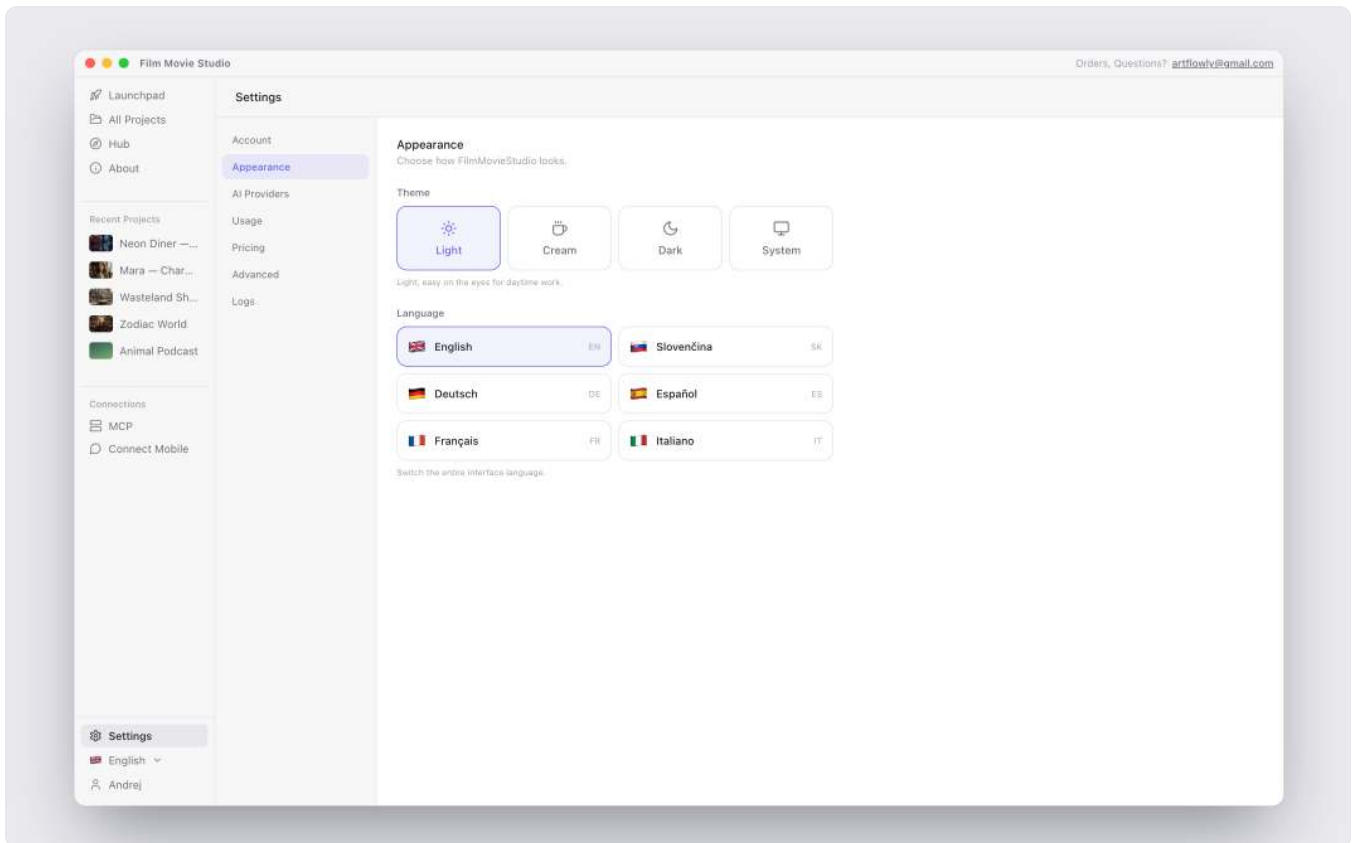 Film Movie Studio
Orders, Questions? artflowly@gmail.com
Launchpad
All Projects
Hub
About
Recent Projects
Neon Diner —...
Mara — Char...
Wasteland Sh...
Zodiac World
Animal Podcast
Connections
MCP
Connect Mobile
Settings
English
Andrej
Settings
Account
Appearance
AI Providers
Usage
Pricing
Advanced
Logs
Appearance
Choose how FilmMovieStudio looks.
Theme
Light
Cream
Dark
System
Light, easy on the eyes for daytime work.
Language
English EN
Slovenčina SK
Deutsch DE
Español ES
Français FR
Italiano IT
Switch the entire interface language.